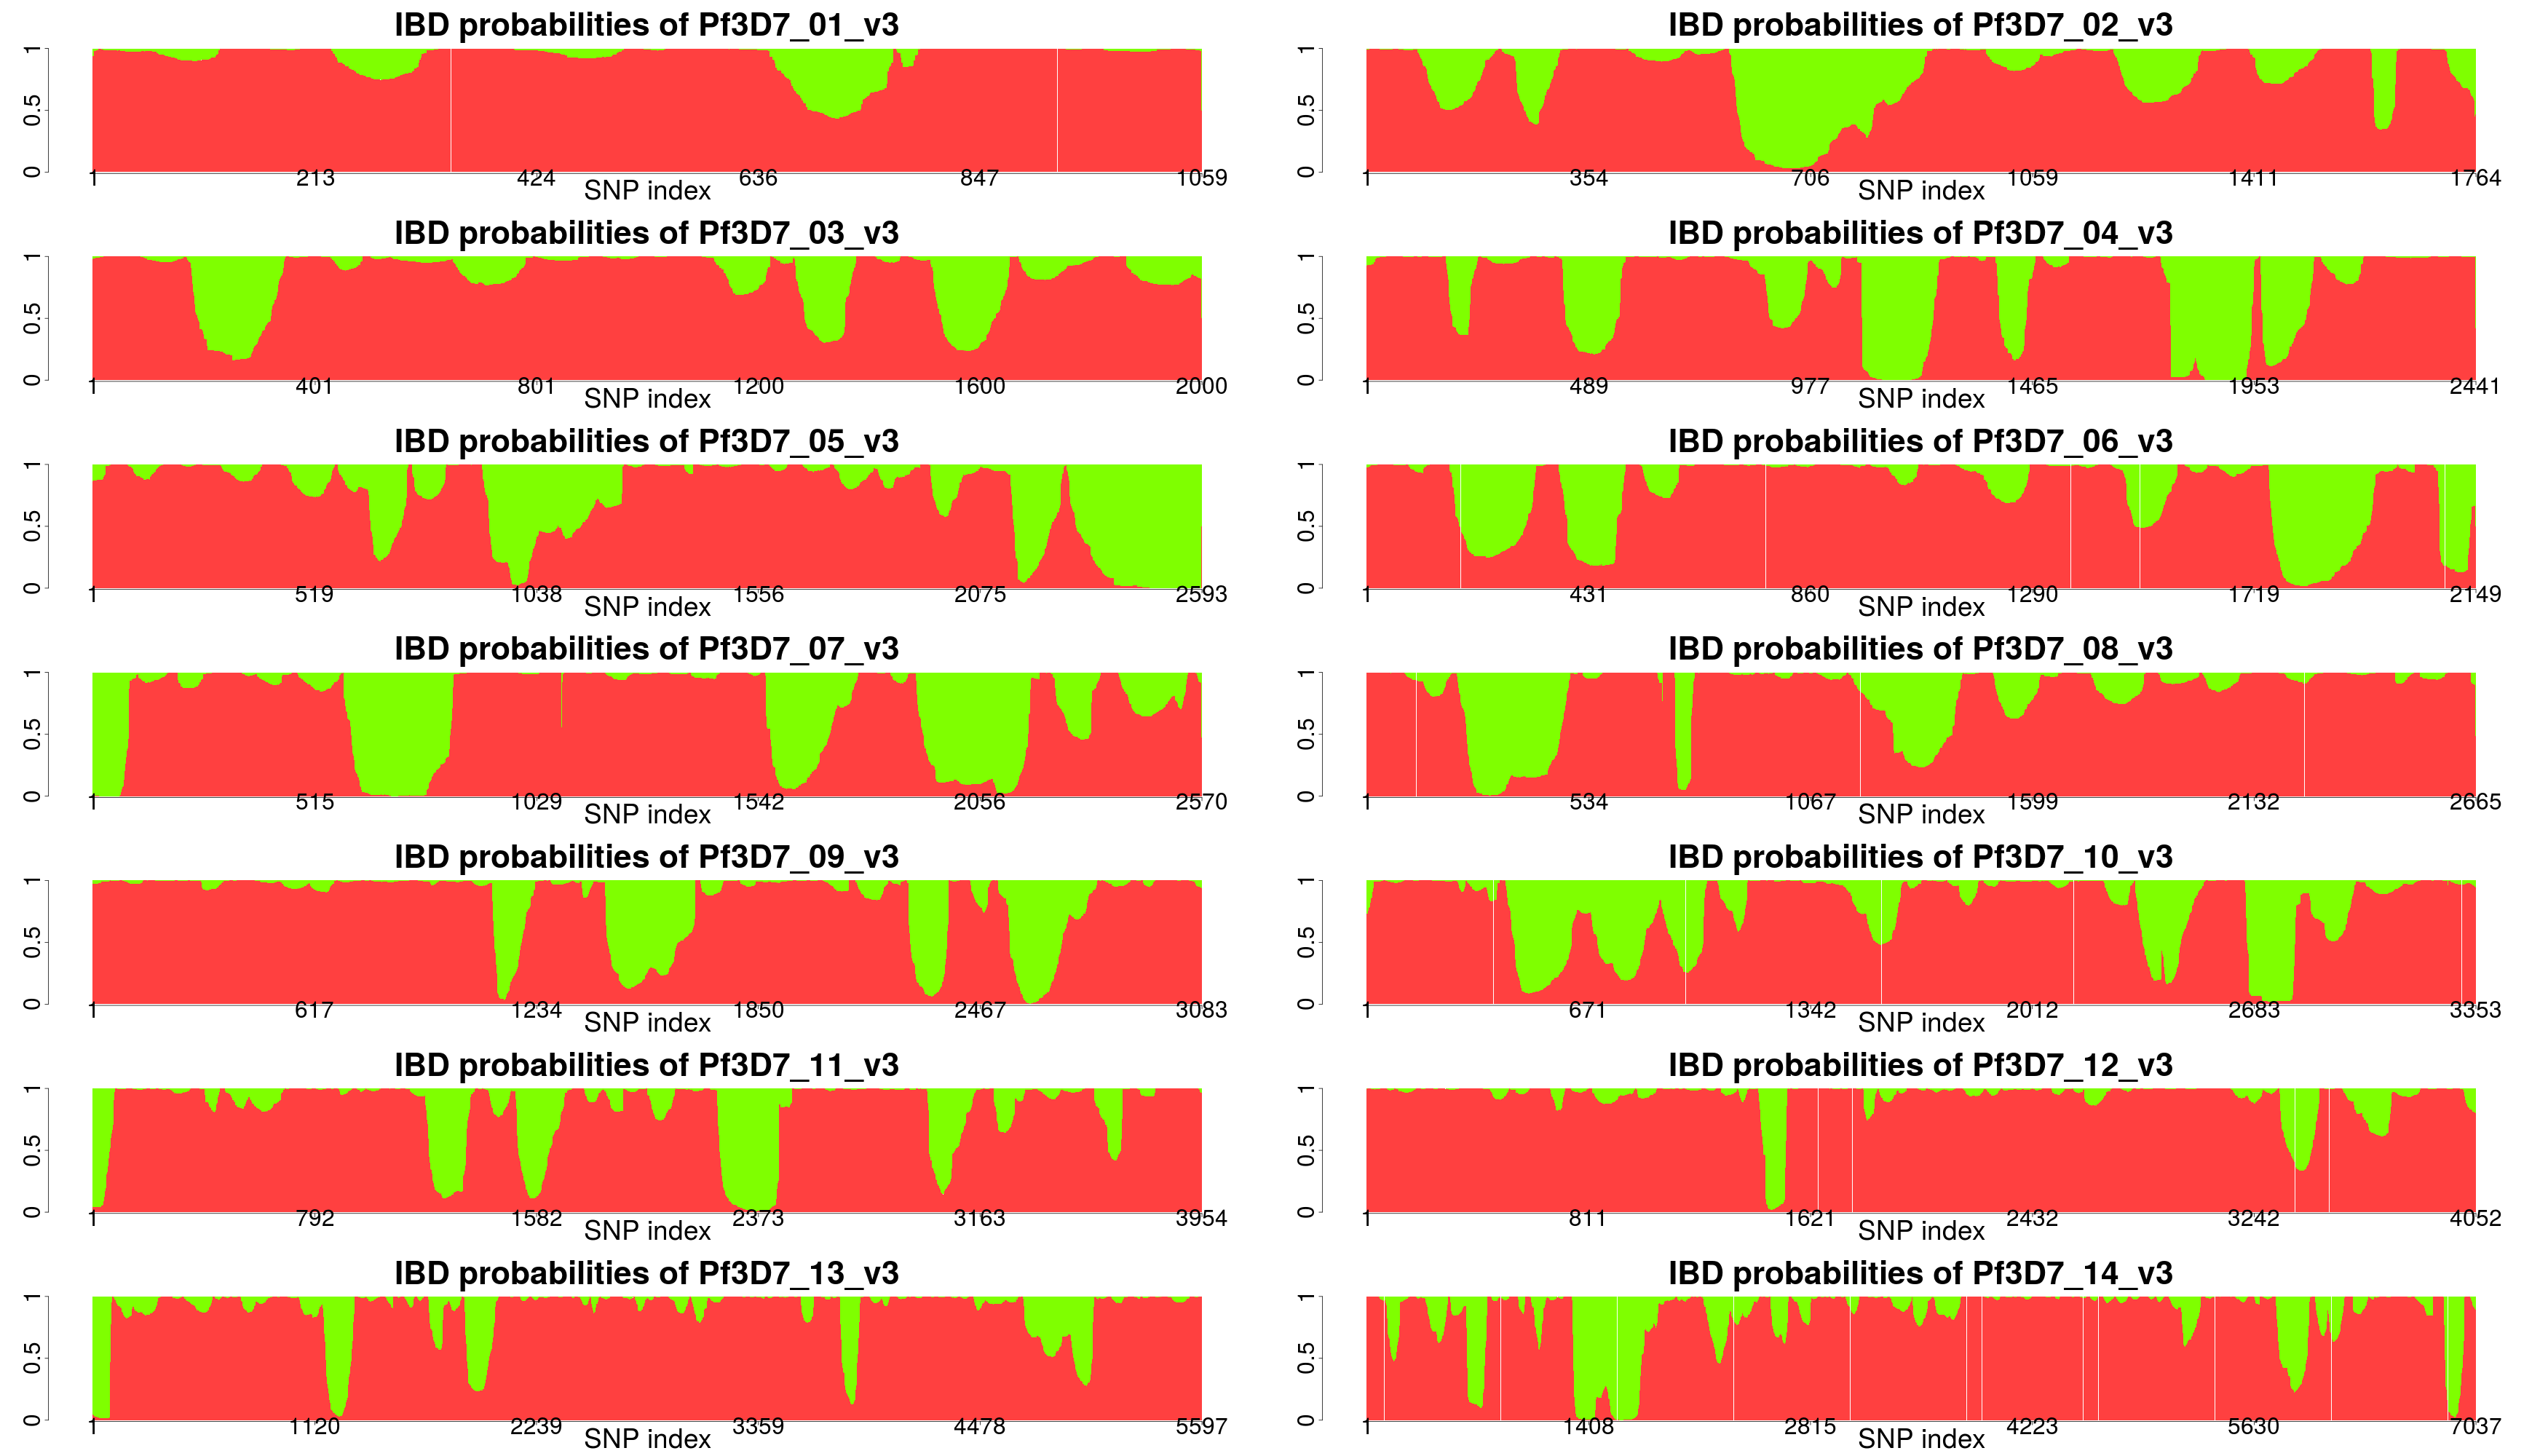 IBD probabilities of Pf3D7_01_v3
0 0.5 1
1 213 424 636 847 1059
SNP index
IBD probabilities of Pf3D7_02_v3
0 0.5 1
1 354 706 1059 1411 1764
SNP index
IBD probabilities of Pf3D7_03_v3
0 0.5 1
1 401 801 1200 1600 2000
SNP index
IBD probabilities of Pf3D7_04_v3
0 0.5 1
1 489 977 1465 1953 2441
SNP index
IBD probabilities of Pf3D7_05_v3
0 0.5 1
1 519 1038 1556 2075 2593
SNP index
IBD probabilities of Pf3D7_06_v3
0 0.5 1
1 431 860 1290 1719 2149
SNP index
IBD probabilities of Pf3D7_07_v3
0 0.5 1
1 515 1029 1542 2056 2570
SNP index
IBD probabilities of Pf3D7_08_v3
0 0.5 1
1 534 1067 1599 2132 2665
SNP index
IBD probabilities of Pf3D7_09_v3
0 0.5 1
1 617 1234 1850 2467 3083
SNP index
IBD probabilities of Pf3D7_10_v3
0 0.5 1
1 671 1342 2012 2683 3353
SNP index
IBD probabilities of Pf3D7_11_v3
0 0.5 1
1 792 1582 2373 3163 3954
SNP index
IBD probabilities of Pf3D7_12_v3
0 0.5 1
1 811 1621 2432 3242 4052
SNP index
IBD probabilities of Pf3D7_13_v3
0 0.5 1
1 1120 2239 3359 4478 5597
SNP index
IBD probabilities of Pf3D7_14_v3
0 0.5 1
1 1408 2815 4223 5630 7037
SNP index